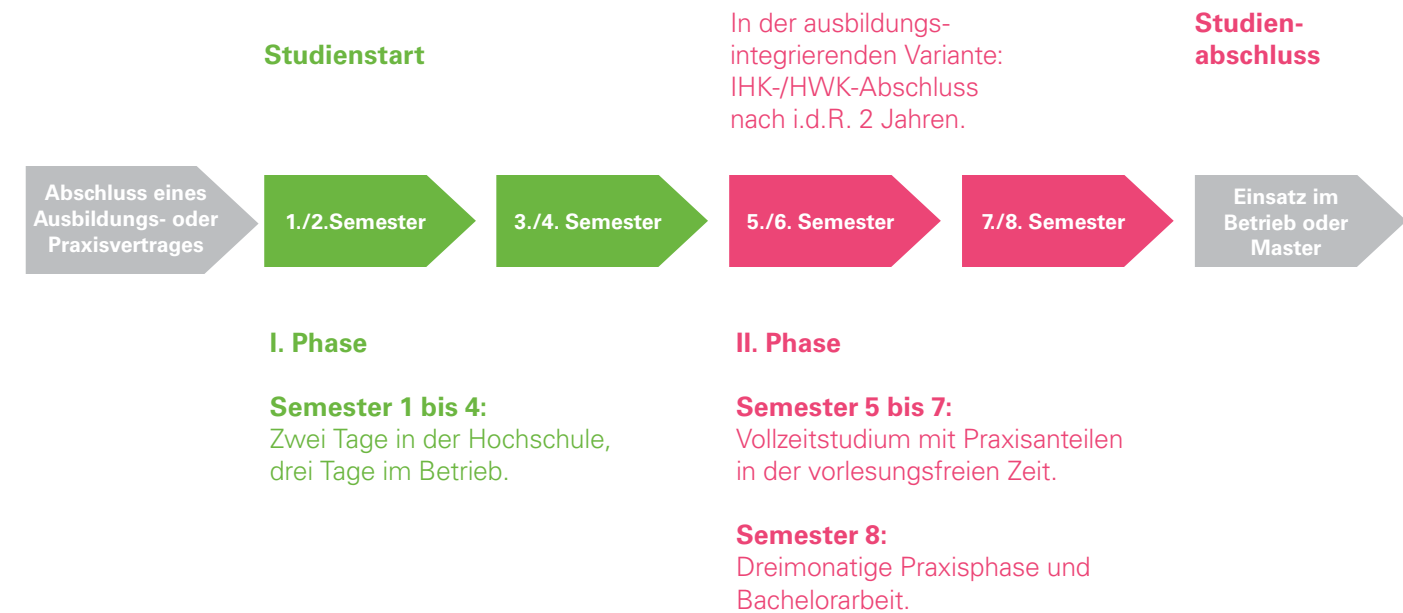 Studienstart
In der ausbildungs-
integrierenden Variante:
IHK-/HWK-Abschluss
nach i.d.R. 2 Jahren.
Studien-
abschluss
Abschluss eines
Ausbildungs- oder
Praxisvertrages
1./2.Semester
3./4. Semester
5./6. Semester
7./8. Semester
Einsatz im
Betrieb oder
Master
I. Phase
Semester 1 bis 4:
Zwei Tage in der Hochschule,
drei Tage im Betrieb.
II. Phase
Semester 5 bis 7:
Vollzeitstudium mit Praxisanteilen
in der vorlesungsfreien Zeit.
Semester 8:
Dreimonatige Praxisphase und
Bachelorarbeit.